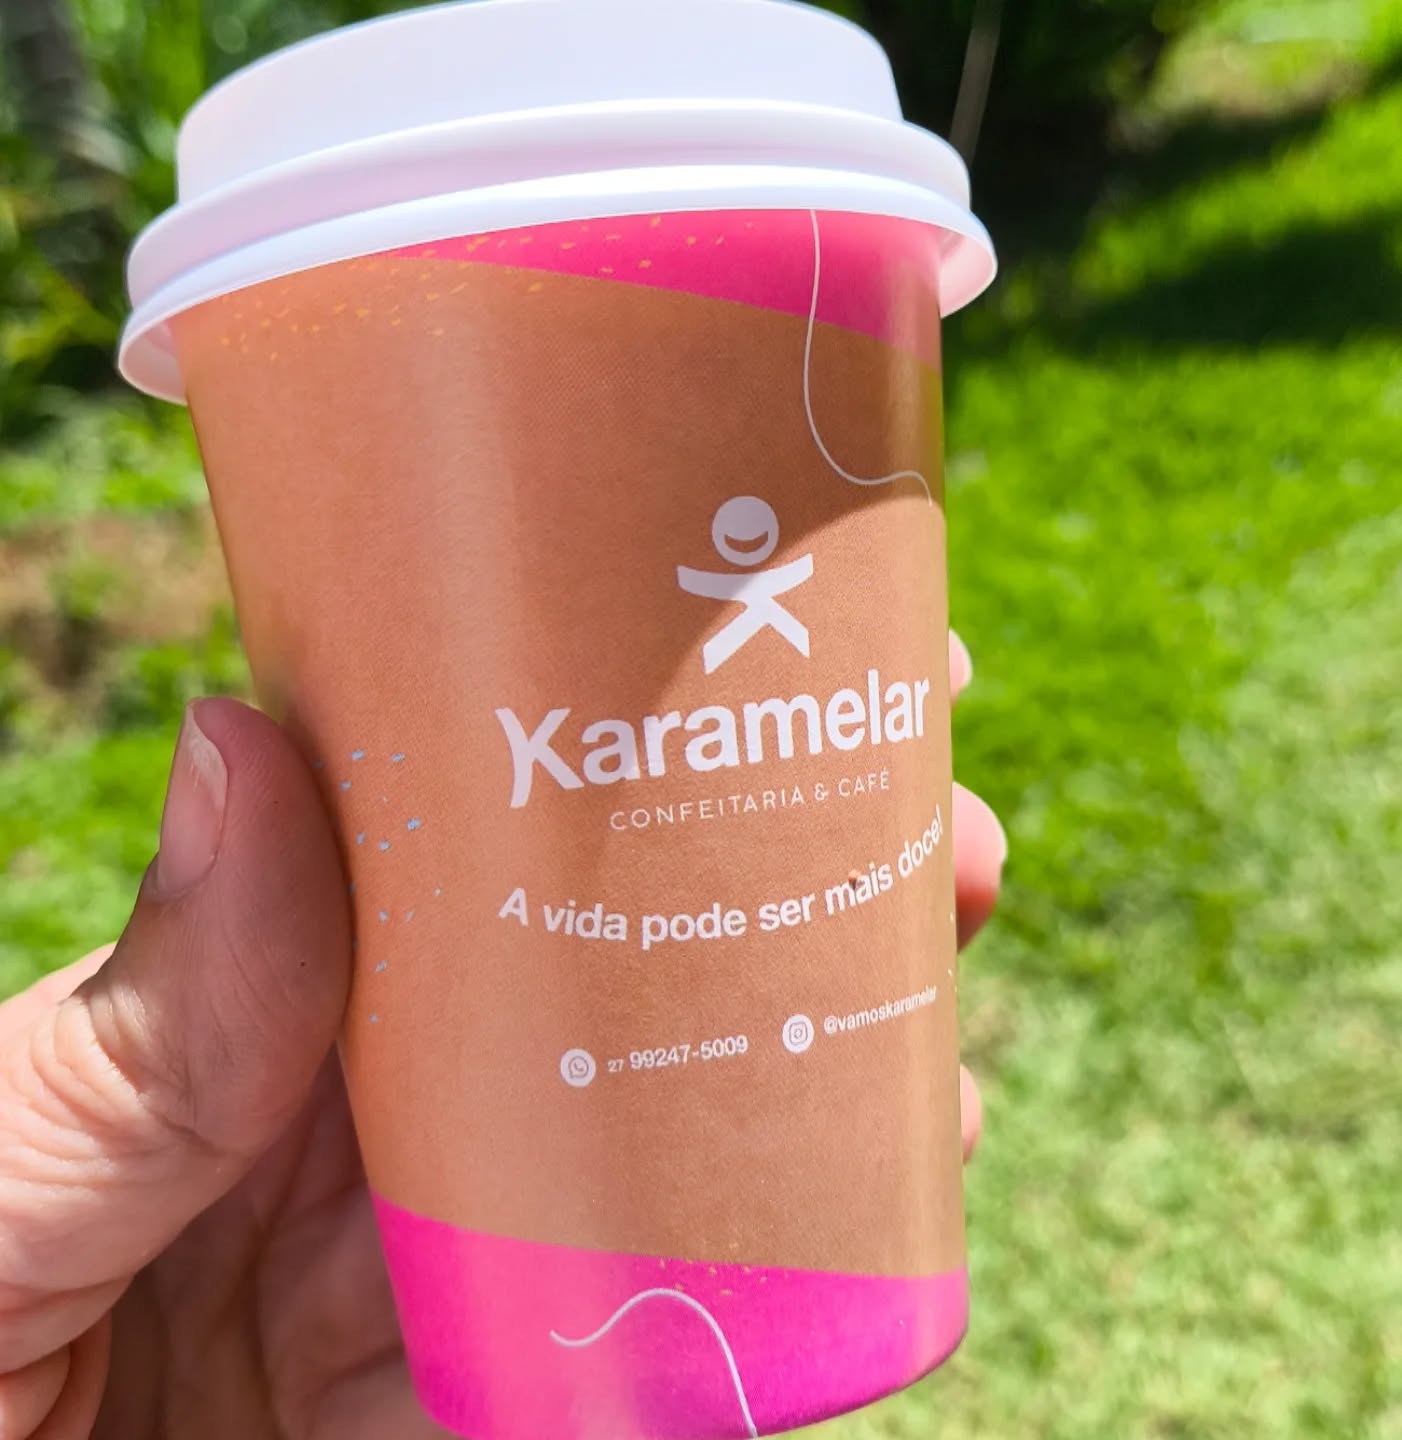 Karamelar
CONFEITARIA & CAFÉ
A vida pode ser mais doce!
27 99247-5009
@vamoskaramelar